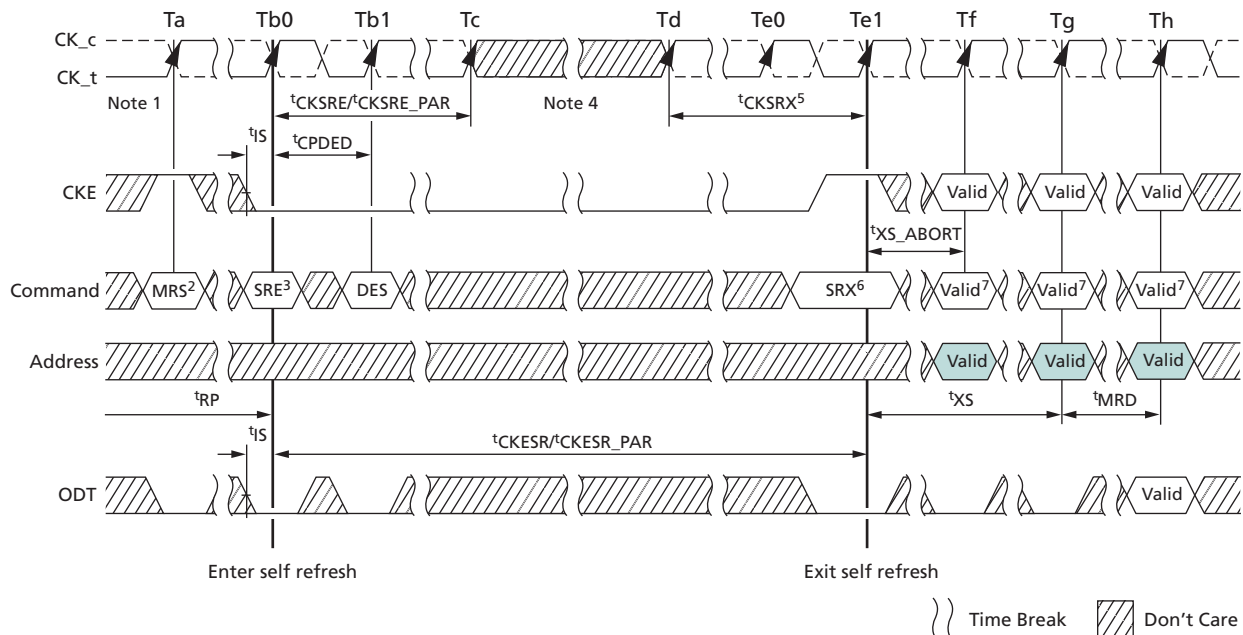 Ta Tb0 Tb1 Tc Td Te0 Te1 Tf Tg Th
CK_c
CK_t
Note 1
tCKSRE/tCKSRE_PAR
Note 4
tCKSRX5
tIS
tCPDED
CKE
Valid Valid Valid
tXS_ABORT
Command
MRS2 SRE3 DES SRX6 Valid7 Valid7 Valid7
Address
Valid Valid Valid
tRP
tXS
tMRD
tIS
tCKESR/tCKESR_PAR
ODT
Valid
Enter self refresh
Exit self refresh
Time Break
Don't Care